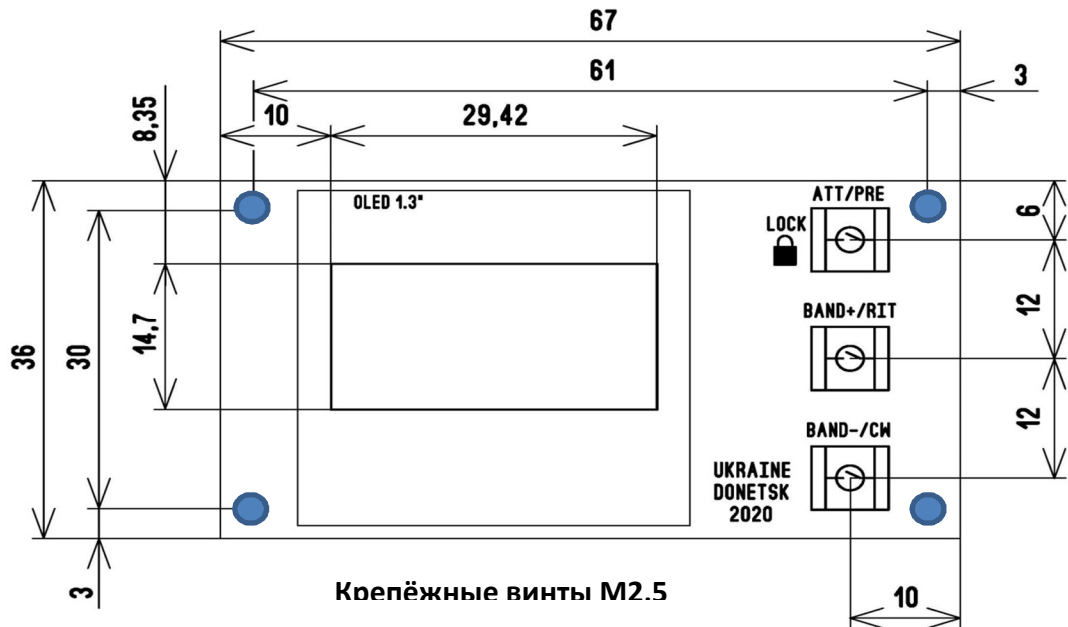 67
61
3
8,35
10
29,42
OLED 1.3"
ATT/PRE
LOCK
6
BAND+/RIT
12
14,7
36
30
BAND-/CW
12
UKRAINE
DONETSK
2020
3
Крепёжные винты М2.5
10